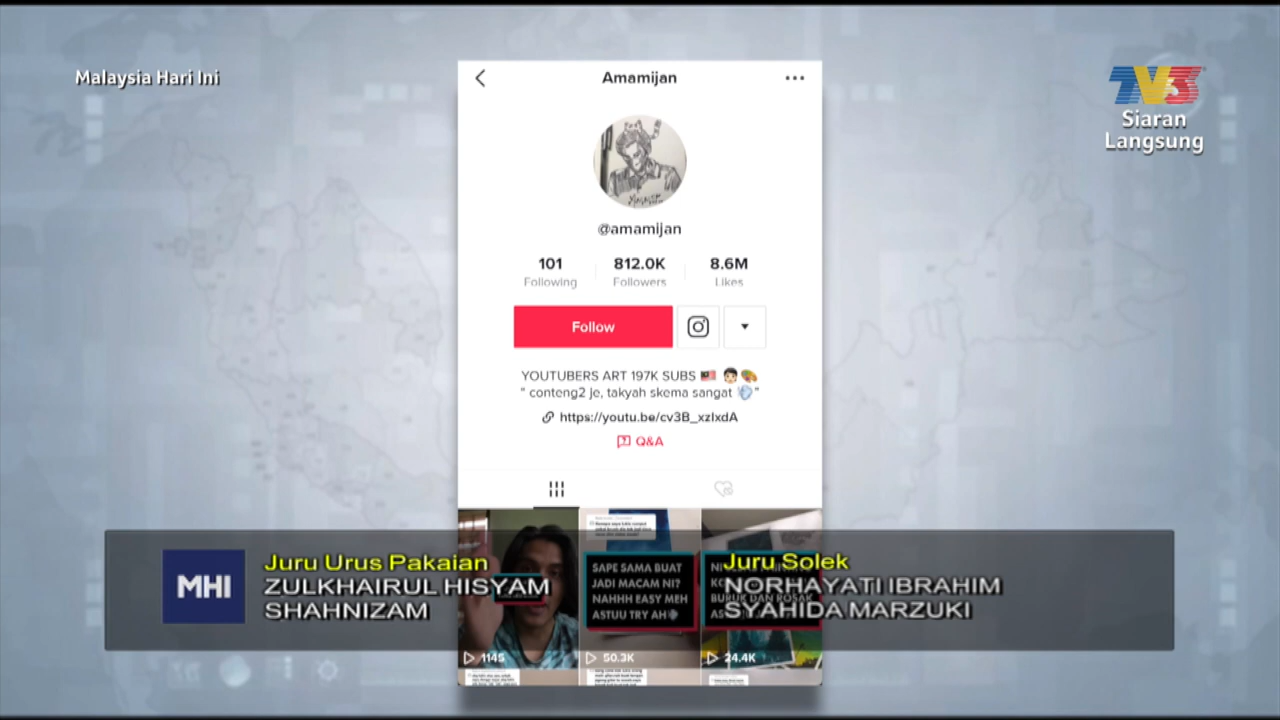 Malaysia Hari Ini
TV3
Siaran
Langsung
Amamijan
@amamijan
101
Following
812.0K
Followers
8.6M
Likes
Follow
YOUTUBERS ART 197K SUBS
" conteng2 je, takyah skema sangat "
https://youtu.be/cv3B_xzlxdA
Q&A
SAPE SAMA BUAT
JADI MACAM NI?
NAHHH EASY MEH
ASTUU TRY AH
1145
50.3K
24.4K
MHI
Juru Urus Pakaian
ZULKHAIRUL HISYAM
SHAHNIZAM
Juru Solek
NORHAYATI IBRAHIM
SYAHIDA MARZUKI